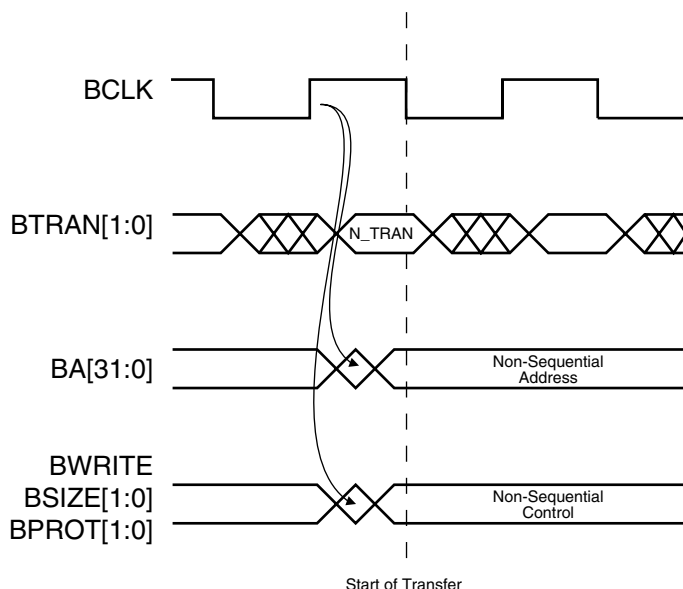 BCLK
BTRAN[1:0]
N_TRAN
BA[31:0]
Non-Sequential
Address
BWRITE
BSIZE[1:0]
BPROT[1:0]
Non-Sequential
Control
Start of Transfer